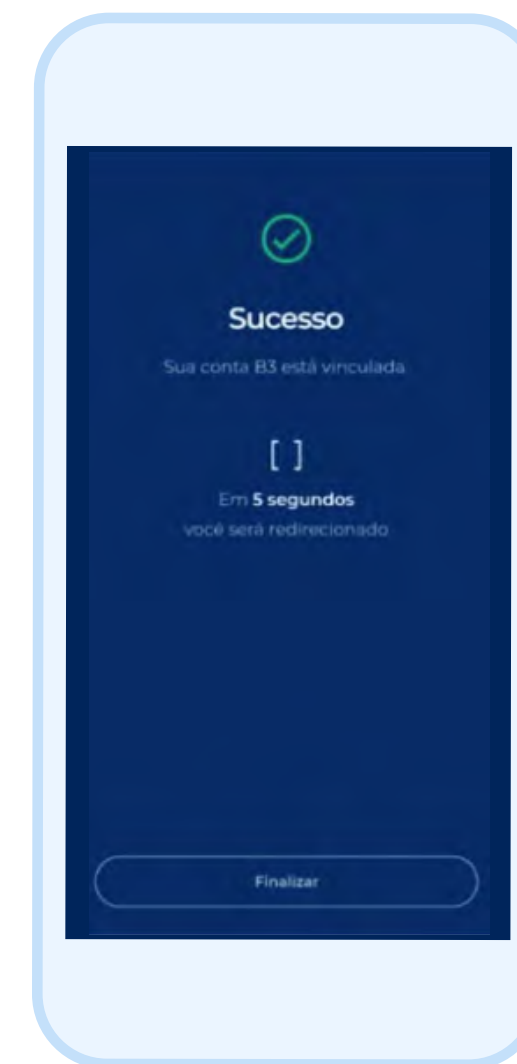 Sucesso
Sua conta B3 está vinculada
[ ]
Em 5 segundos
você será redirecionado
Finalizar